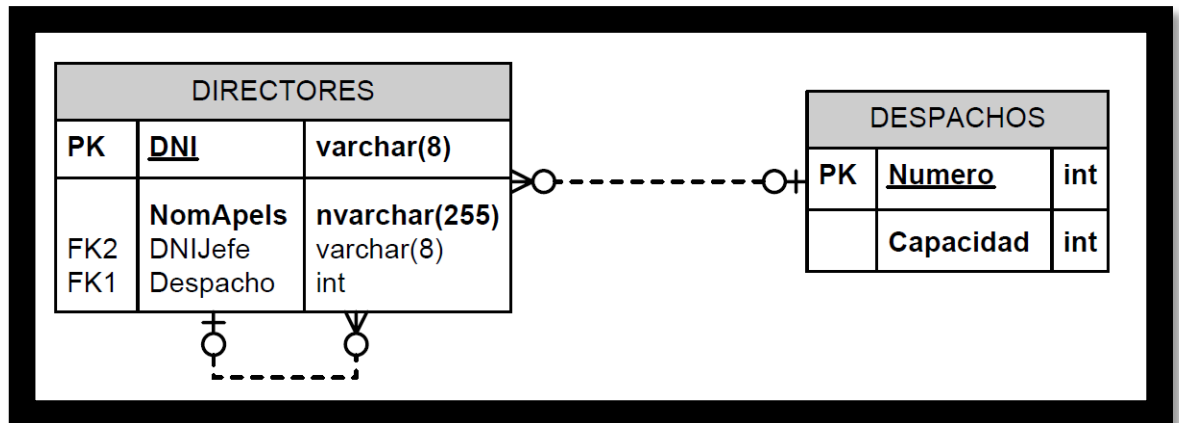 DIRECTORES
PK DNI varchar(8)
NomApels nvarchar(255)
FK2 DNIJefe varchar(8)
FK1 Despacho int
DESPACHOS
PK Numero int
Capacidad int